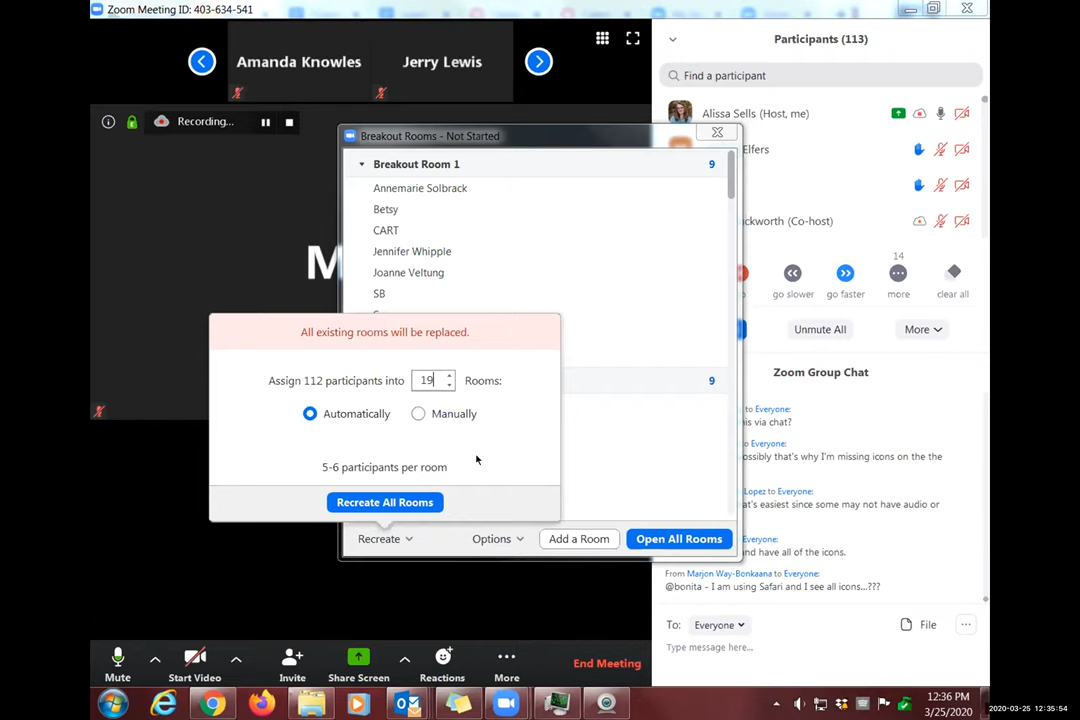 Zoom Meeting ID: 403-634-541
Amanda Knowles
Jerry Lewis
Recording...
M
Participants (113)
Find a participant
Alissa Sells (Host, me)
Elfers
uckworth (Co-host)
14
go slower
go faster
more
clear all
Unmute All
More
Zoom Group Chat
to Everyone:
his via chat?
to Everyone:
ossibly that's why I'm missing icons on the the
Lopez to Everyone:
at's easiest since some may not have audio or
Everyone:
and have all of the icons.
From Marjon Way-Bonkaana to Everyone:
@bonita - I am using Safari and I see all icons...???
To: Everyone
File
Type message here...
Breakout Rooms - Not Started
Breakout Room 1 9
Annemarie Solbrack
Betsy
CART
Jennifer Whipple
Joanne Veltung
SB
9
All existing rooms will be replaced.
Assign 112 participants into 19 Rooms:
Automatically Manually
5-6 participants per room
Recreate All Rooms
Recreate
Options
Add a Room
Open All Rooms
Mute
Start Video
Invite
Share Screen
Reactions
More
End Meeting
12:36 PM
3/25/2020
2020-03-25 12:35:54